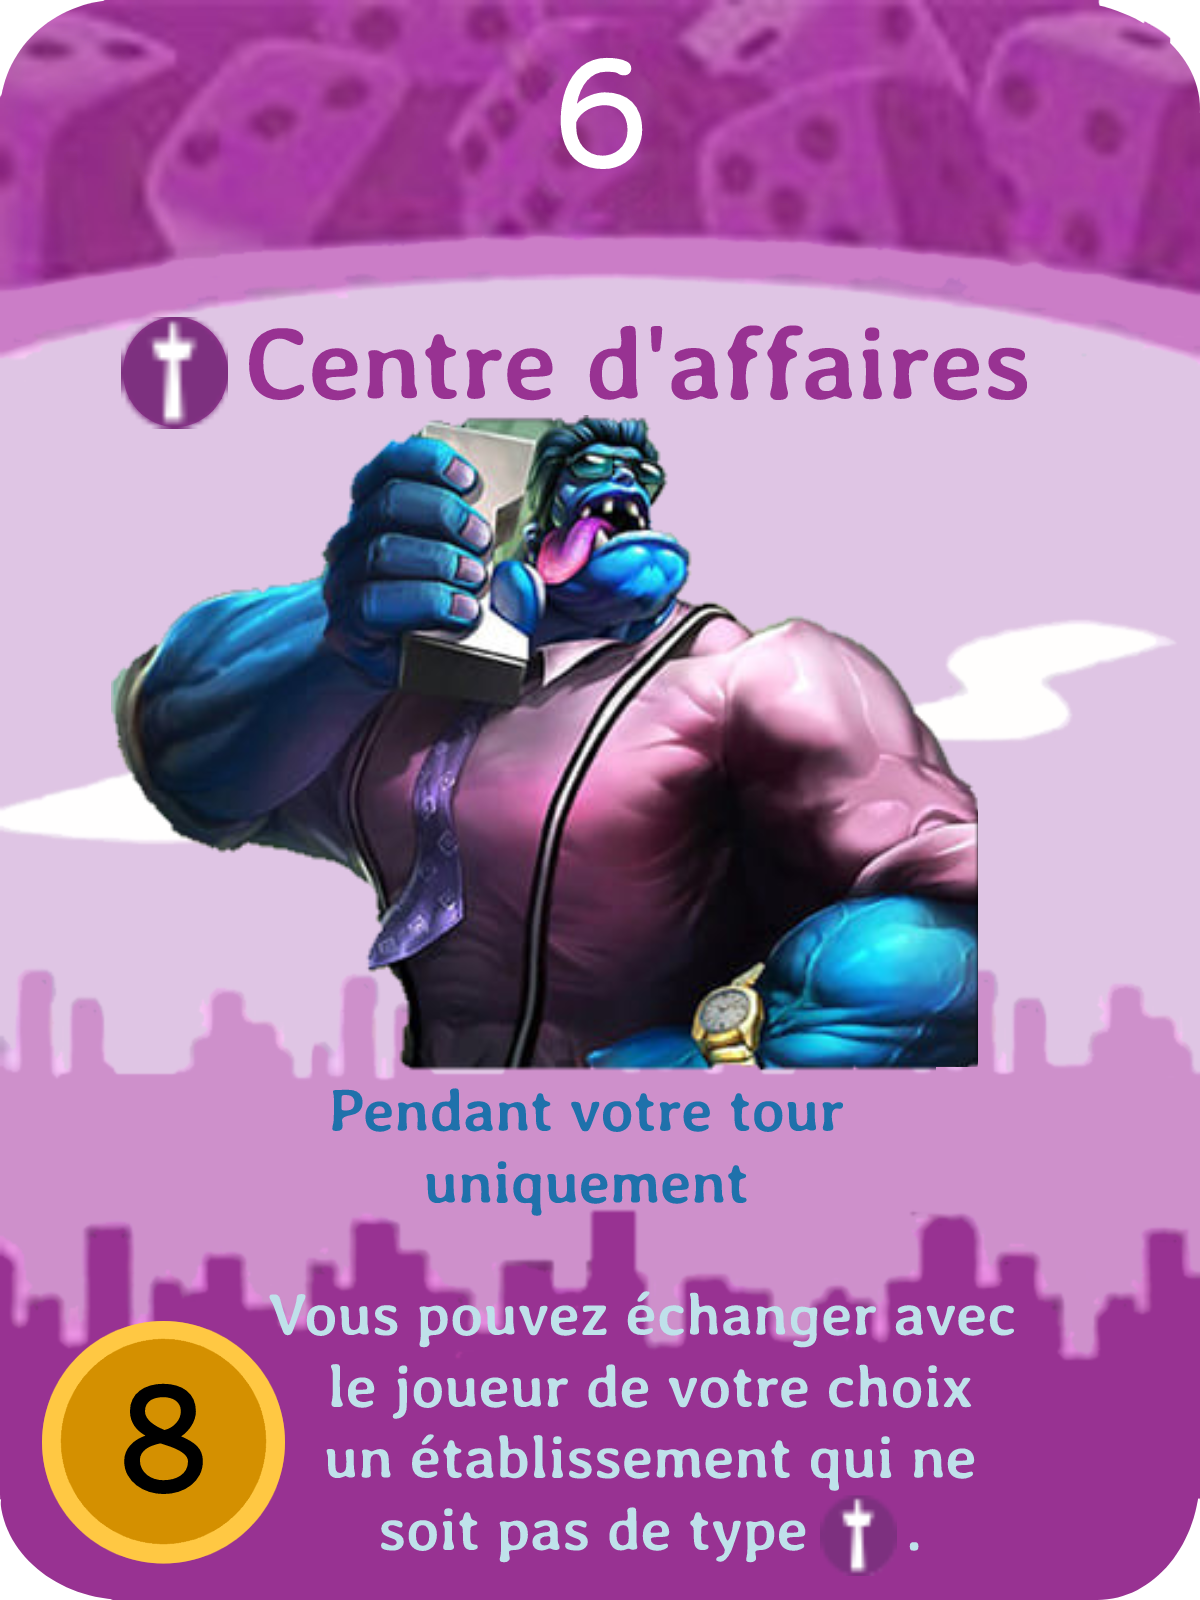 6
Centre d'affaires
Pendant votre tour
uniquement
Vous pouvez échanger avec
le joueur de votre choix
un établissement qui ne
soit pas de type .
8